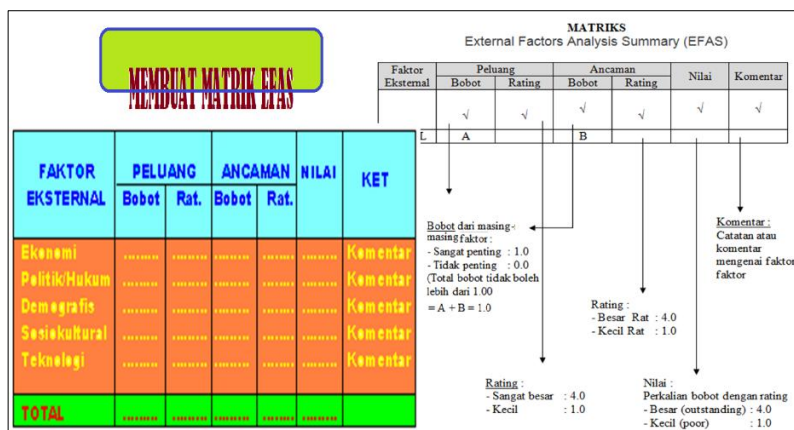 MEMBUAT MATRIK EFAS
FAKTOR EKSTERNAL PELUANG ANCAMAN NILAI KET
Bobot Rat. Bobot Rat.
Ekonomi ......... ......... ......... ......... ......... Komentar
Politik/Hukum ......... ......... ......... ......... ......... Komentar
Demografis ......... ......... ......... ......... ......... Komentar
Sosiokultural ......... ......... ......... ......... ......... Komentar
Teknologi ......... ......... ......... ......... ......... Komentar
TOTAL ......... ......... ......... ......... .........
MATRIKS
External Factors Analysis Summary (EFAS)
Faktor Eksternal Peluang Ancaman Nilai Komentar
Bobot Rating Bobot Rating
√ √ √ √ √ √
L A B
Bobot dari masing-
masing faktor :
- Sangat penting : 1.0
- Tidak penting : 0.0
(Total bobot tidak boleh
lebih dari 1.00
= A + B = 1.0
Rating :
- Sangat besar : 4.0
- Kecil : 1.0
Rating :
- Besar Rat : 4.0
- Kecil Rat : 1.0
Nilai :
Perkalian bobot dengan rating
- Besar (outstanding) : 4.0
- Kecil (poor) : 1.0
Komentar :
Catatan atau
komentar
mengenai faktor
faktor